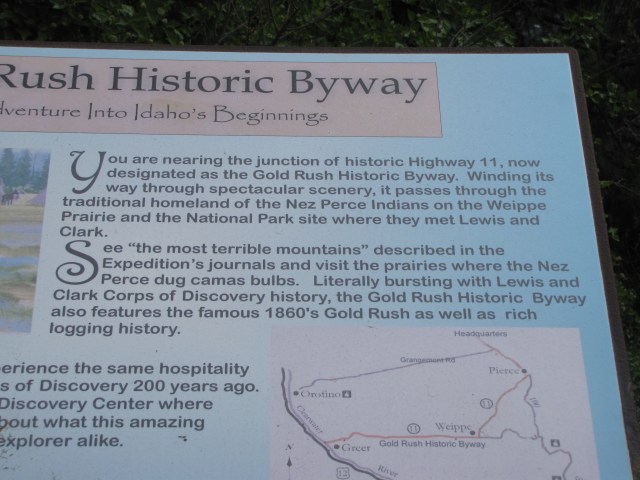 Rush Historic Byway
dventure Into Idaho's Beginnings
You are nearing the junction of historic Highway 11, now
designated as the Gold Rush Historic Byway. Winding its
way through spectacular scenery, it passes through the
traditional homeland of the Nez Perce Indians on the Weippe
Prairie and the National Park site where they met Lewis and
Clark.
See "the most terrible mountains" described in the
Expedition's journals and visit the prairies where the Nez
Perce dug camas bulbs. Literally bursting with Lewis and
Clark Corps of Discovery history, the Gold Rush Historic Byway
also features the famous 1860's Gold Rush as well as rich
logging history.
erience the same hospitality
s of Discovery 200 years ago.
Discovery Center where
bout what this amazing
explorer alike.
Headquarters
Grangemont Rd
Pierce
Orofino
11
100
Clearwater
11
Weippe
Greer
Gold Rush Historic Byway
12
River
N